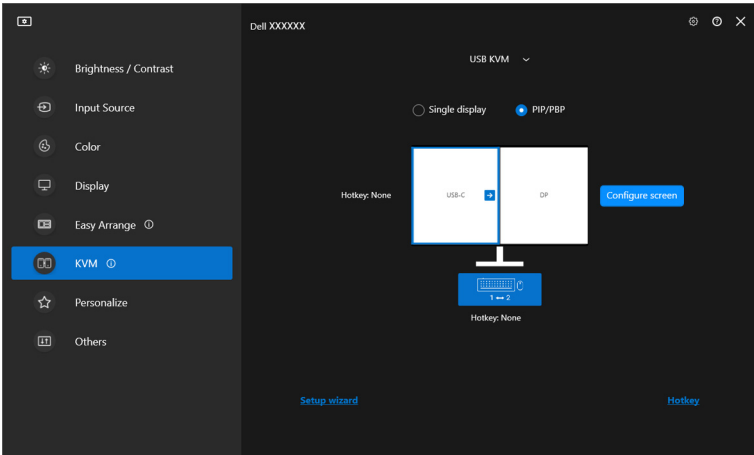 Dell XXXXXX
Brightness / Contrast
Input Source
Color
Display
Easy Arrange
KVM
Personalize
Others
USB KVM
Single display
PIP/PBP
Hotkey: None
USB-C
DP
Configure screen
1 ↔ 2
Hotkey: None
Setup wizard
Hotkey